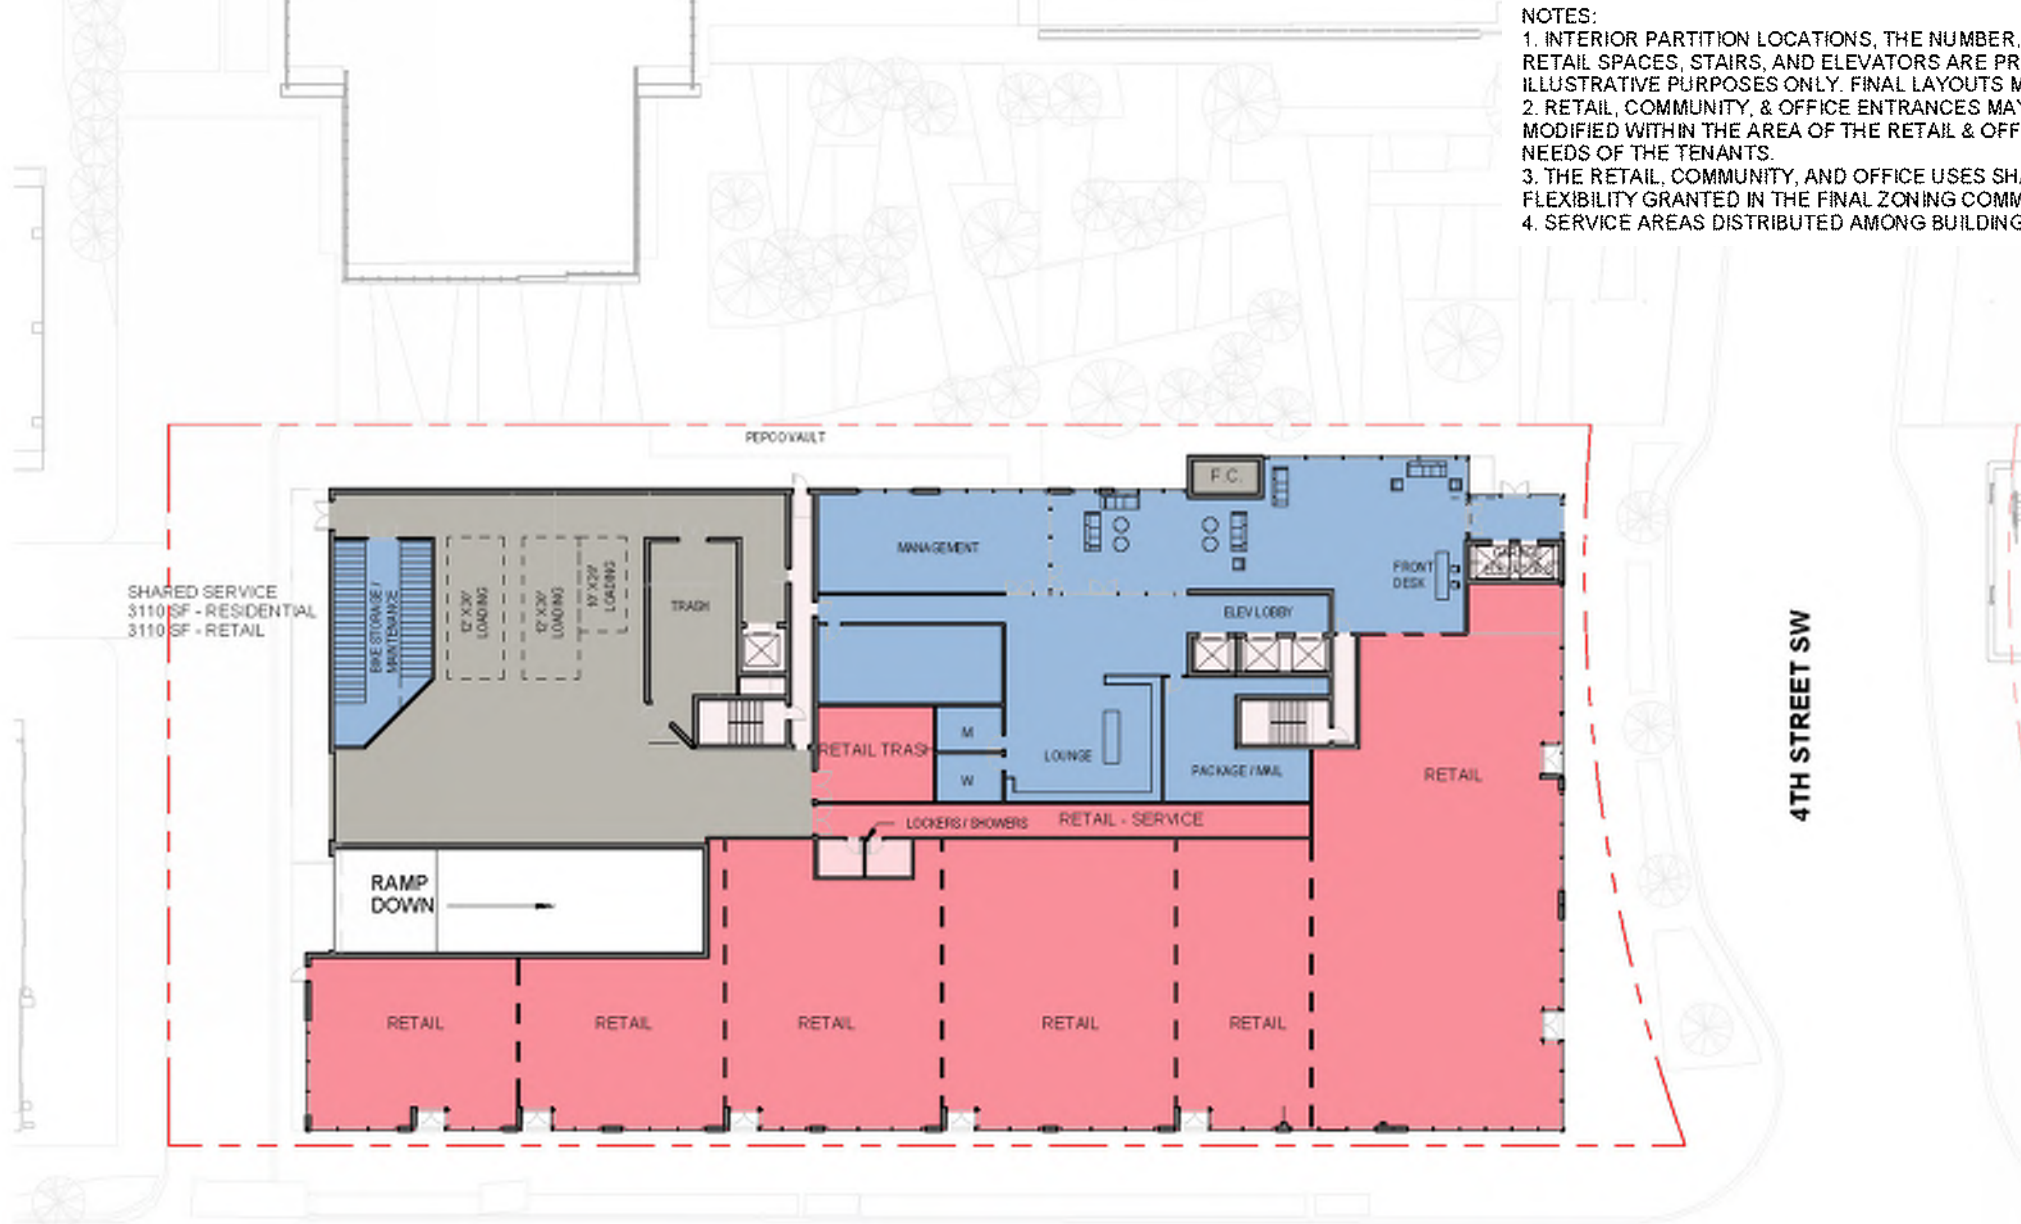 NOTES:
1. INTERIOR PARTITION LOCATIONS, THE NUMBER,
RETAIL SPACES, STAIRS, AND ELEVATORS ARE PR
ILLUSTRATIVE PURPOSES ONLY. FINAL LAYOUTS M
2. RETAIL, COMMUNITY, & OFFICE ENTRANCES MAY
MODIFIED WITHIN THE AREA OF THE RETAIL & OFF
NEEDS OF THE TENANTS.
3. THE RETAIL, COMMUNITY, AND OFFICE USES SHA
FLEXIBILITY GRANTED IN THE FINAL ZONING COMM
4. SERVICE AREAS DISTRIBUTED AMONG BUILDING
PEPCO VAULT
F.C.
MANAGEMENT
FRONT
DESK
SHARED SERVICE
3110 SF - RESIDENTIAL
3110 SF - RETAIL
BIKE STORAGE /
MAINTENANCE
12' X30'
LOADING
12' X30'
LOADING
10' X20'
LOADING
TRASH
ELEV LOBBY
4TH STREET SW
RETAIL TRASH
M
W
LOUNGE
PACKAGE / MAIL
RETAIL
LOCKERS / SHOWERS
RETAIL - SERVICE
RAMP
DOWN
RETAIL
RETAIL
RETAIL
RETAIL
RETAIL